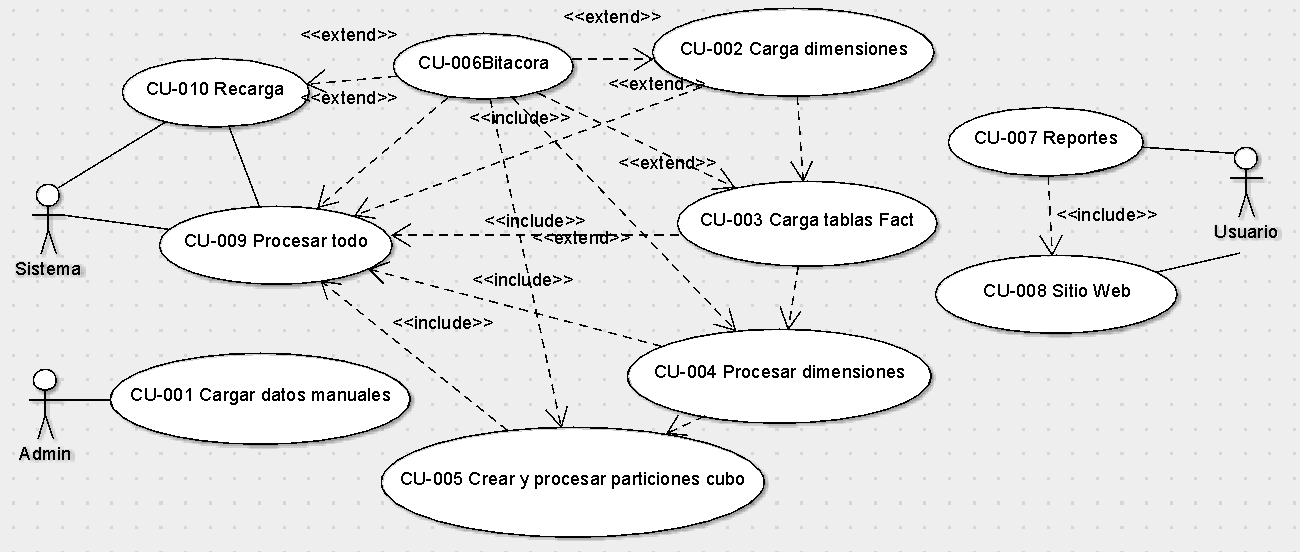 <<extend>>
<<extend>>
CU-002 Carga dimensiones
CU-006Bitacora
CU-010 Recarga
<<extend>>
<<extend>>
<<include>>
CU-007 Reportes
<<extend>>
CU-003 Carga tablas Fact
<<include>>
<<include>>
Usuario
CU-009 Procesar todo
<<extend>>
Sistema
<<include>>
CU-008 Sitio Web
<<include>>
CU-004 Procesar dimensiones
CU-001 Cargar datos manuales
Admin
CU-005 Crear y procesar particiones cubo